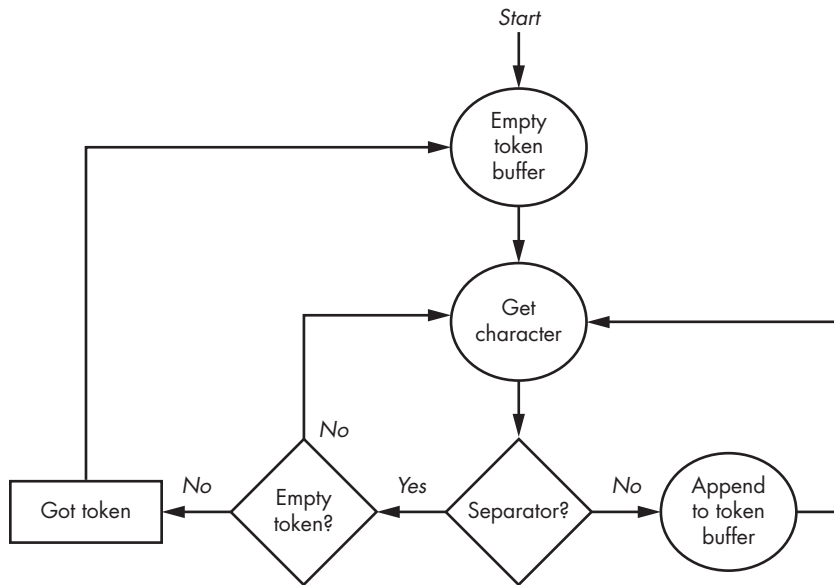 Start
Empty
token
buffer
Get
character
No
Got token
No
Empty
token?
Yes
Separator?
No
Append
to token
buffer